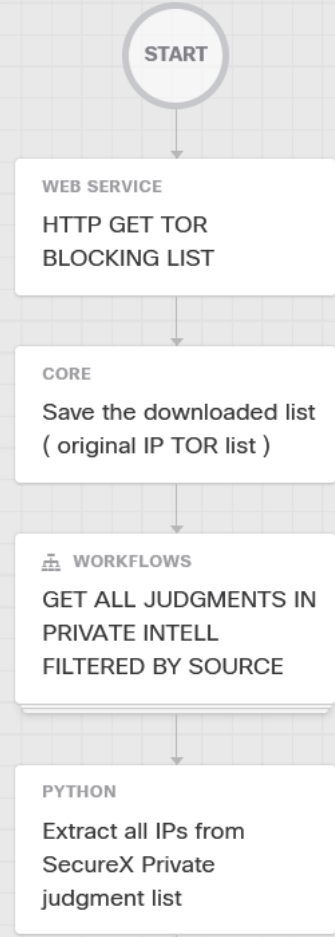 START
WEB SERVICE
HTTP GET TOR
BLOCKING LIST
CORE
Save the downloaded list
( original IP TOR list )
WORKFLOWS
GET ALL JUDGMENTS IN
PRIVATE INTELL
FILTERED BY SOURCE
PYTHON
Extract all IPs from
SecureX Private
judgment list